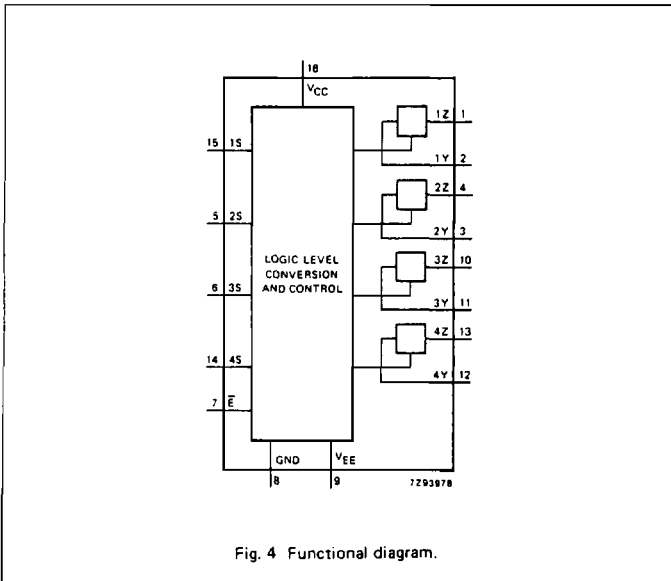 16
VCC
15 1S
5 2S
6 3S
14 4S
7 E
LOGIC LEVEL
CONVERSION
AND CONTROL
1Z 1
1Y 2
2Z 4
2Y 3
3Z 10
3Y 11
4Z 13
4Y 12
GND
8
VEE
9
7Z93978
Fig. 4 Functional diagram.